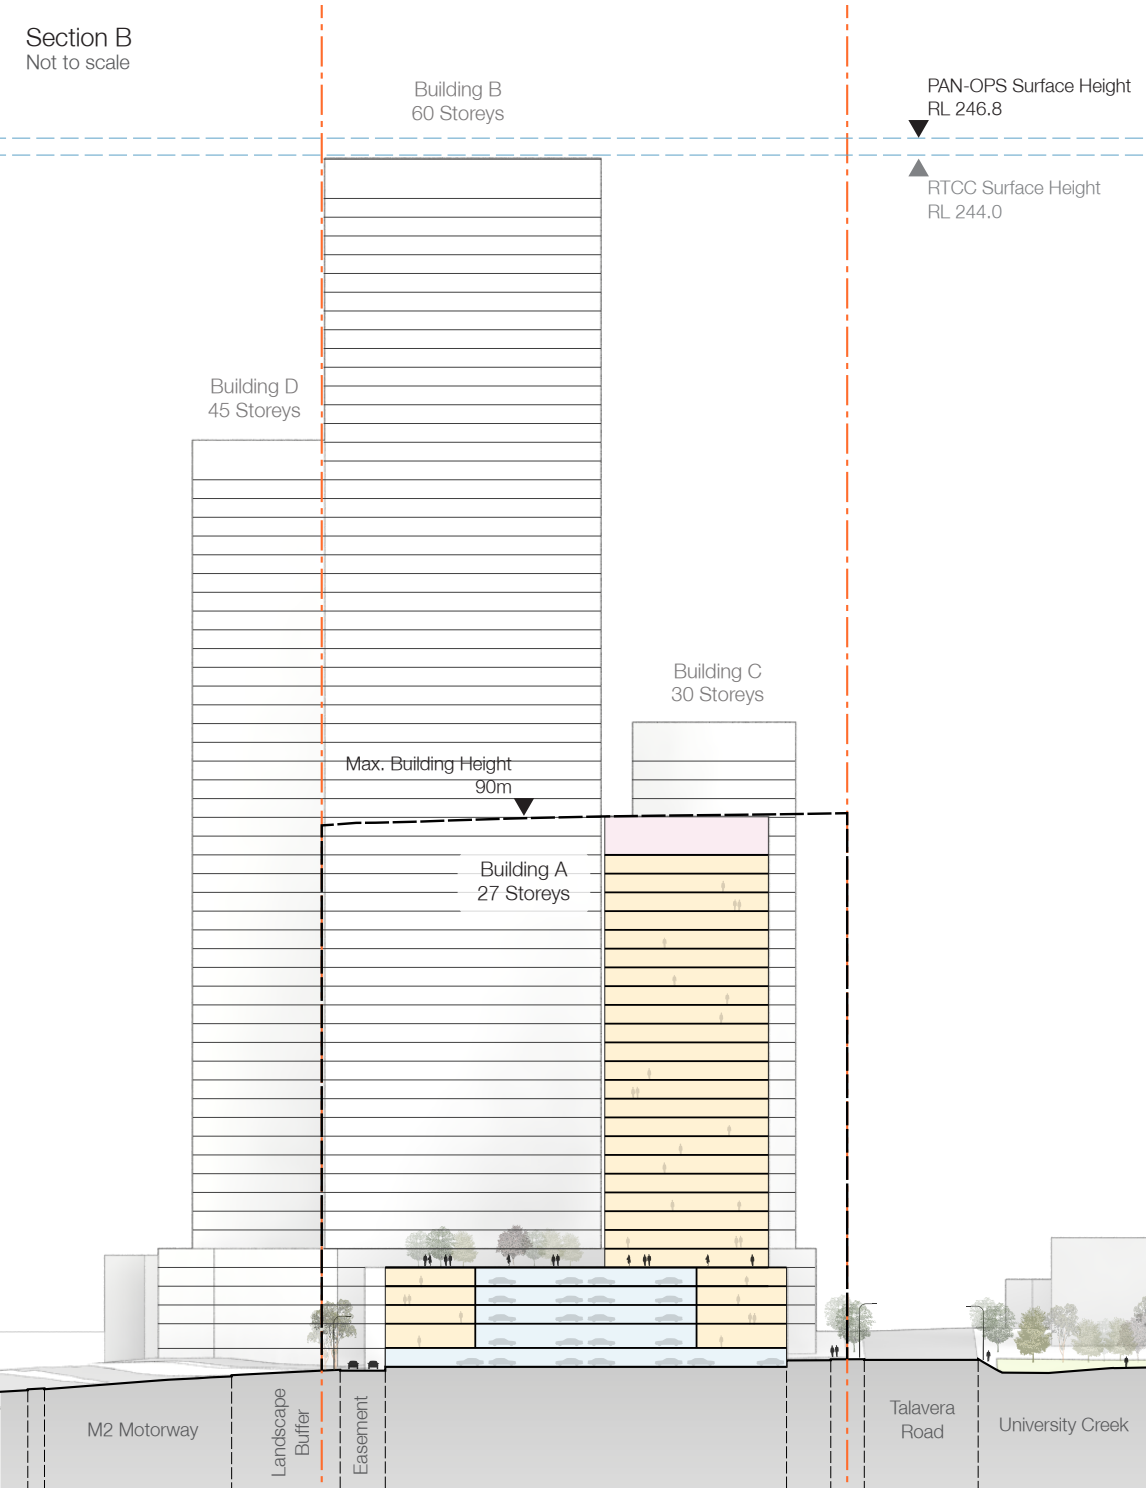 Section B
Not to scale
Building B
60 Storeys
PAN-OPS Surface Height
RL 246.8
RTCC Surface Height
RL 244.0
Building D
45 Storeys
Building C
30 Storeys
Max. Building Height
90m
Building A
27 Storeys
M2 Motorway
Landscape
Buffer
Easement
Talavera
Road
University Creek